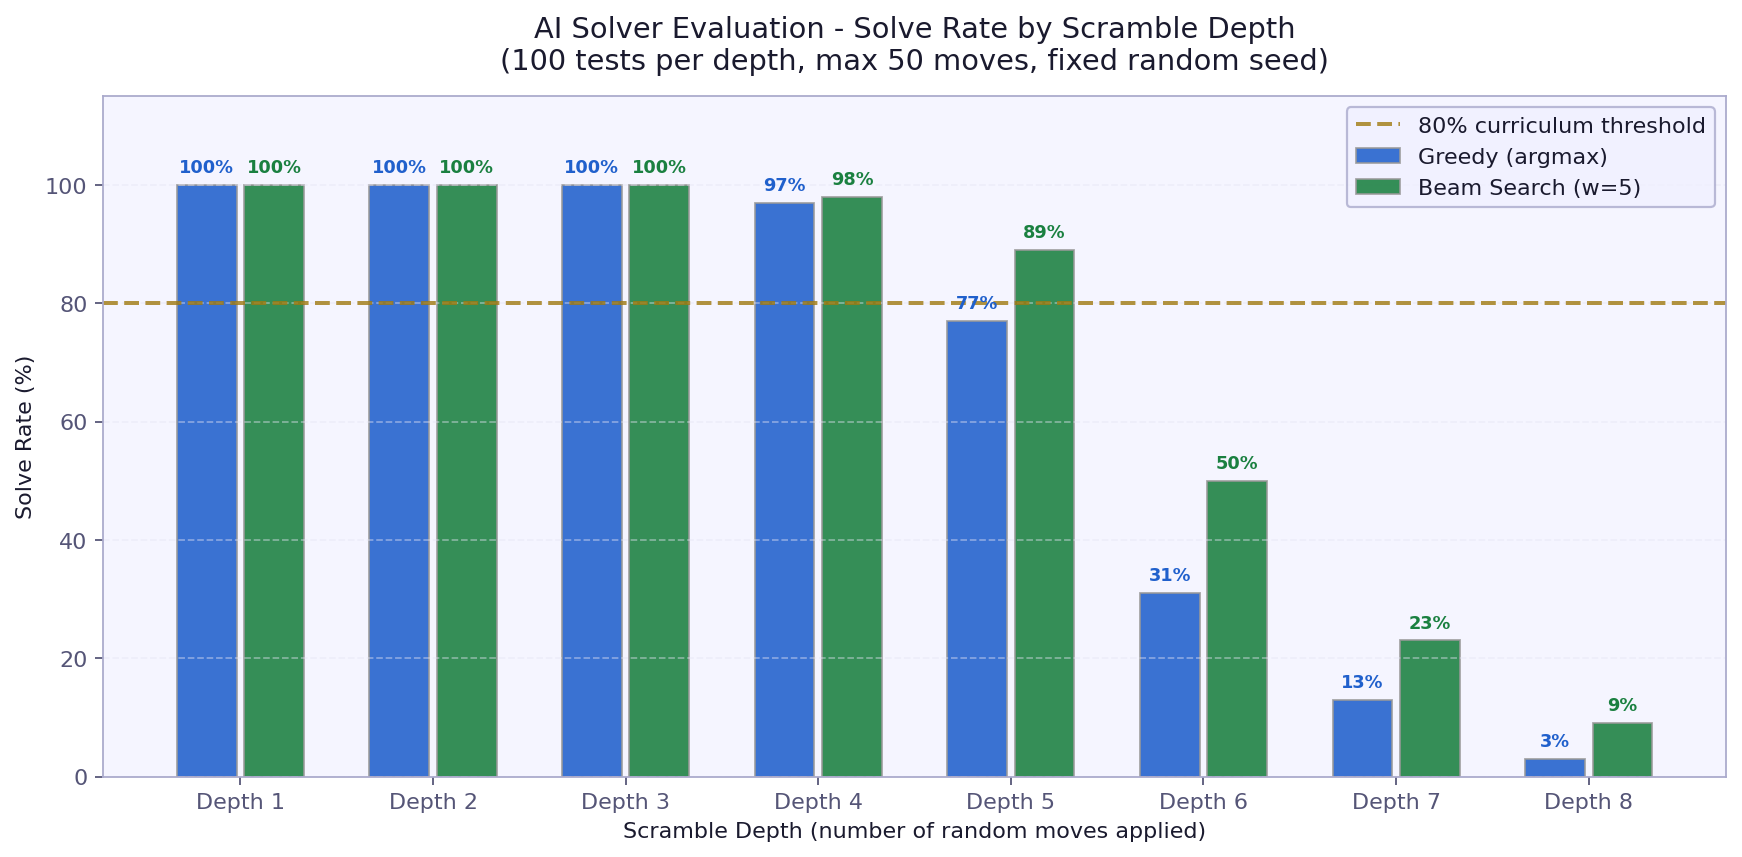 AI Solver Evaluation - Solve Rate by Scramble Depth
(100 tests per depth, max 50 moves, fixed random seed)
80% curriculum threshold
Greedy (argmax)
Beam Search (w=5)
100% 100% 100% 100% 100% 100% 97% 98% 77% 89% 31% 50% 13% 23% 3% 9%
100
80
60
40
20
0
Solve Rate (%)
Depth 1 Depth 2 Depth 3 Depth 4 Depth 5 Depth 6 Depth 7 Depth 8
Scramble Depth (number of random moves applied)